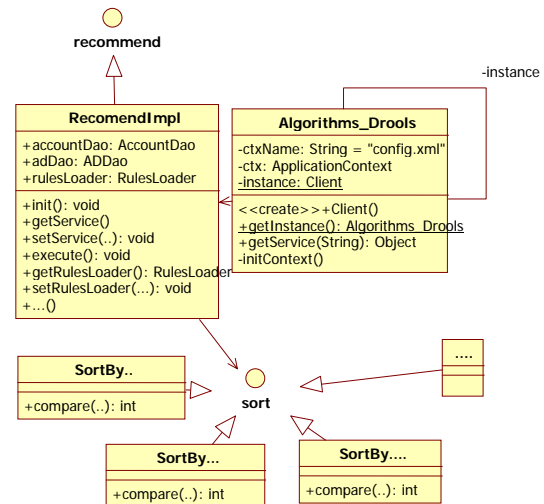 recommend
-instance
RecomendImpl
+accountDao: AccountDao
+adDao: ADDao
+rulesLoader: RulesLoader
+init(): void
+getService()
+setService(..): void
+execute(): void
+getRulesLoader(): RulesLoader
+setRulesLoader(...): void
+...()
Algorithms_Drools
-ctxName: String = "config.xml"
-ctx: ApplicationContext
-instance: Client
<<create>>+Client()
+getInstance(): Algorithms_Drools
+getService(String): Object
-initContext()
SortBy..
+compare(..): int
sort
....
SortBy...
+compare(..): int
SortBy....
+compare(..): int